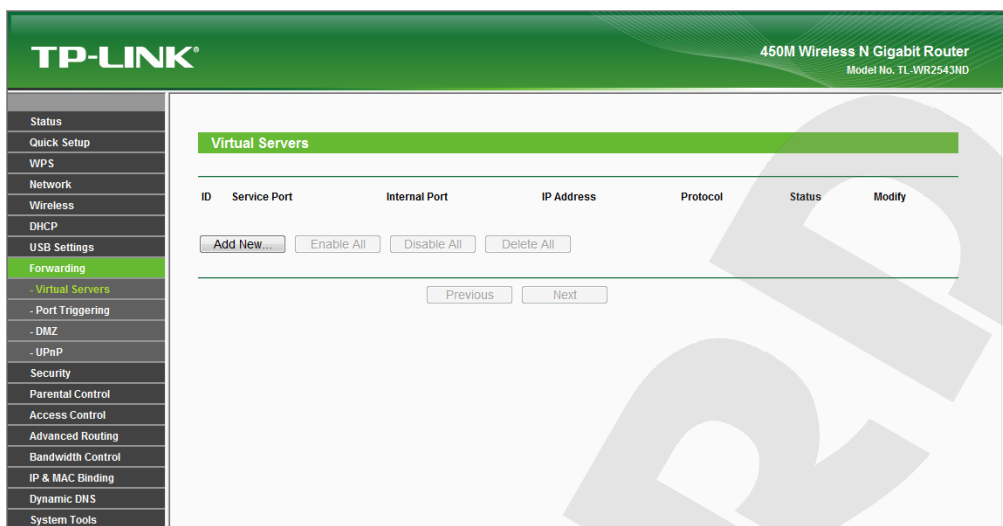 TP-LINK®
450M Wireless N Gigabit Router
Model No. TL-WR2543ND
Status
Quick Setup
WPS
Network
Wireless
DHCP
USB Settings
Forwarding
- Virtual Servers
- Port Triggering
- DMZ
- UPnP
Security
Parental Control
Access Control
Advanced Routing
Bandwidth Control
IP & MAC Binding
Dynamic DNS
System Tools
Virtual Servers
ID Service Port Internal Port IP Address Protocol Status Modify
Add New... Enable All Disable All Delete All
Previous Next